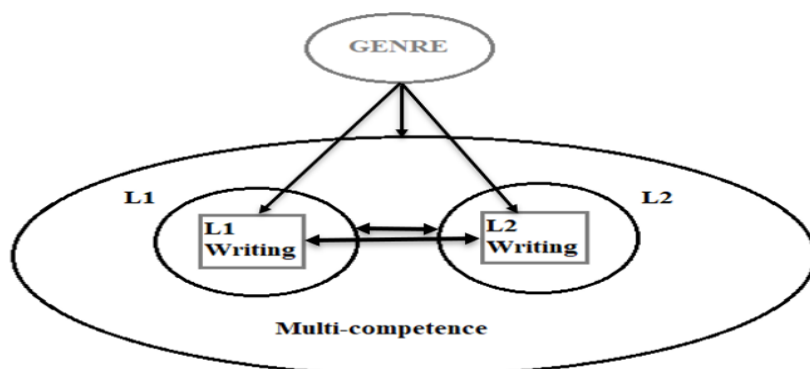 GENRE
L1
L2
L1
Writing
L2
Writing
Multi-competence